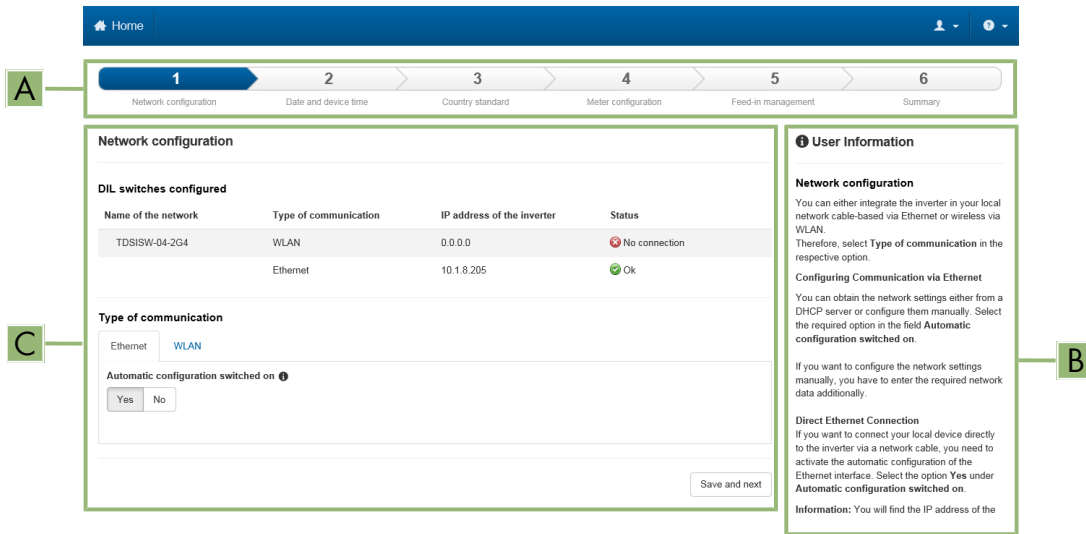 Home
A
1 2 3 4 5 6
Network configuration Date and device time Country standard Meter configuration Feed-in management Summary
Network configuration
DIL switches configured
Name of the network Type of communication IP address of the inverter Status
TDSISW-04-2G4 WLAN 0.0.0.0 No connection
Ethernet 10.1.8.205 Ok
C
Type of communication
Ethernet WLAN
Automatic configuration switched on
Yes No
Save and next
User Information
Network configuration
You can either integrate the inverter in your local
network cable-based via Ethernet or wireless via
WLAN.
Therefore, select Type of communication in the
respective option.
Configuring Communication via Ethernet
You can obtain the network settings either from a
DHCP server or configure them manually. Select
the required option in the field Automatic
configuration switched on.
B
If you want to configure the network settings
manually, you have to enter the required network
data additionally.
Direct Ethernet Connection
If you want to connect your local device directly
to the inverter via a network cable, you need to
activate the automatic configuration of the
Ethernet interface. Select the option Yes under
Automatic configuration switched on.
Information: You will find the IP address of the